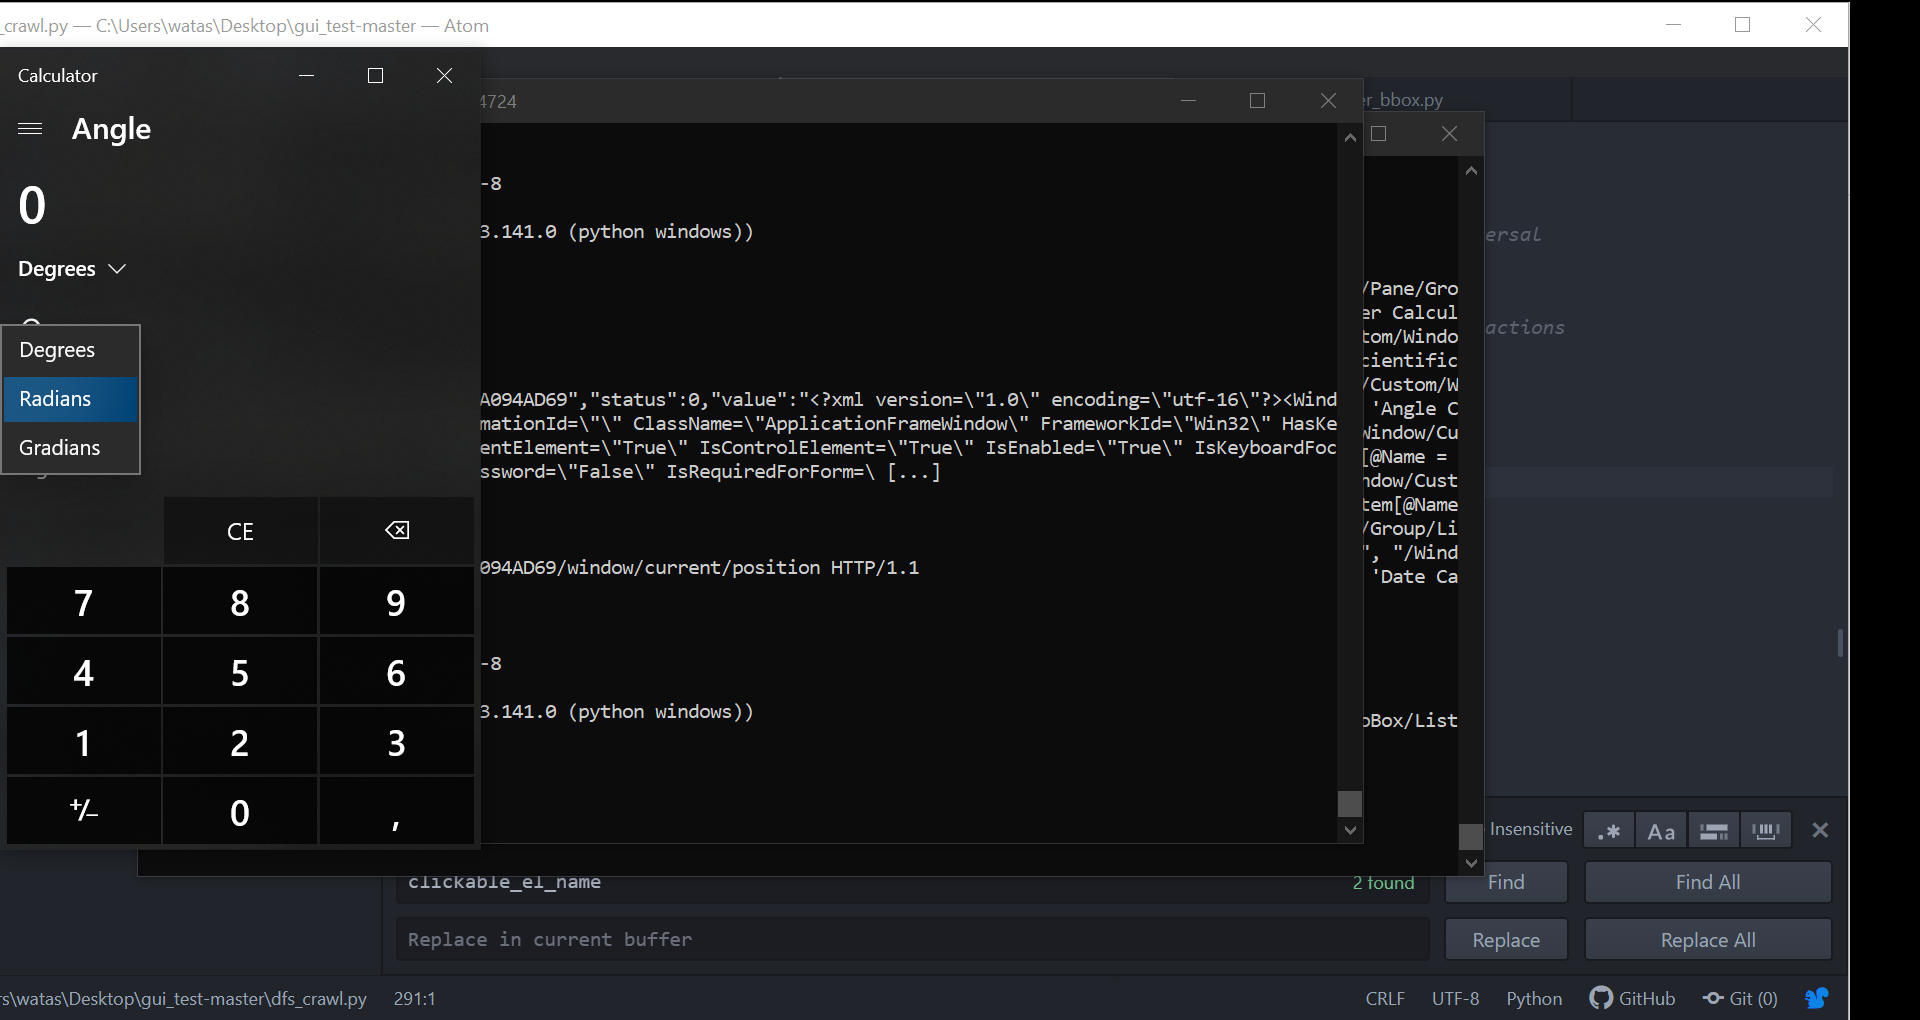 _crawl.py — C:\Users\watas\Desktop\gui_test-master — Atom
Calculator
Angle
0
Degrees
Degrees
Radians
Gradians
CE
7 8 9
4 5 6
1 2 3
+/− 0 ,
4724
-8
3.141.0 (python windows))
A094AD69","status":0,"value":"<?xml version=\"1.0\" encoding=\"utf-16\"?><Wind
mationId=\"\" ClassName=\"ApplicationFrameWindow\" FrameworkId=\"Win32\" HasKe
entElement=\"True\" IsControlElement=\"True\" IsEnabled=\"True\" IsKeyboardFoc
ssword=\"False\" IsRequiredForForm=\ [...]
094AD69/window/current/position HTTP/1.1
-8
3.141.0 (python windows))
er_bbox.py
/Pane/Gro
er Calcul
tom/Windo
cientific
/Custom/W
'Angle C
Window/Cu
[@Name =
ndow/Cust
tem[@Name
/Group/Li
", "/Wind
'Date Ca
oBox/List
ersal
actions
Insensitive
.* Aa
clickable_el_name
2 found
Find
Find All
Replace in current buffer
Replace
Replace All
rs\watas\Desktop\gui_test-master\dfs_crawl.py 291:1
CRLF UTF-8 Python GitHub Git (0)